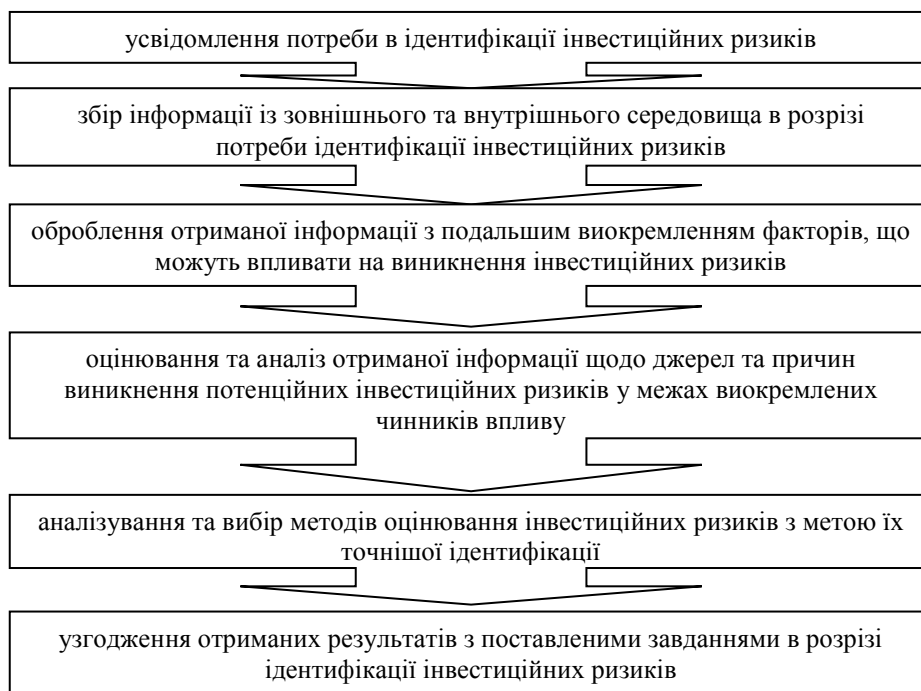 усвідомлення потреби в ідентифікації інвестиційних ризиків
збір інформації із зовнішнього та внутрішнього середовища в розрізі
потреби ідентифікації інвестиційних ризиків
оброблення отриманої інформації з подальшим виокремленням факторів, що
можуть впливати на виникнення інвестиційних ризиків
оцінювання та аналіз отриманої інформації щодо джерел та причин
виникнення потенційних інвестиційних ризиків у межах виокремлених
чинників впливу
аналізування та вибір методів оцінювання інвестиційних ризиків з метою їх
точнішої ідентифікації
узгодження отриманих результатів з поставленими завданнями в розрізі
ідентифікації інвестиційних ризиків